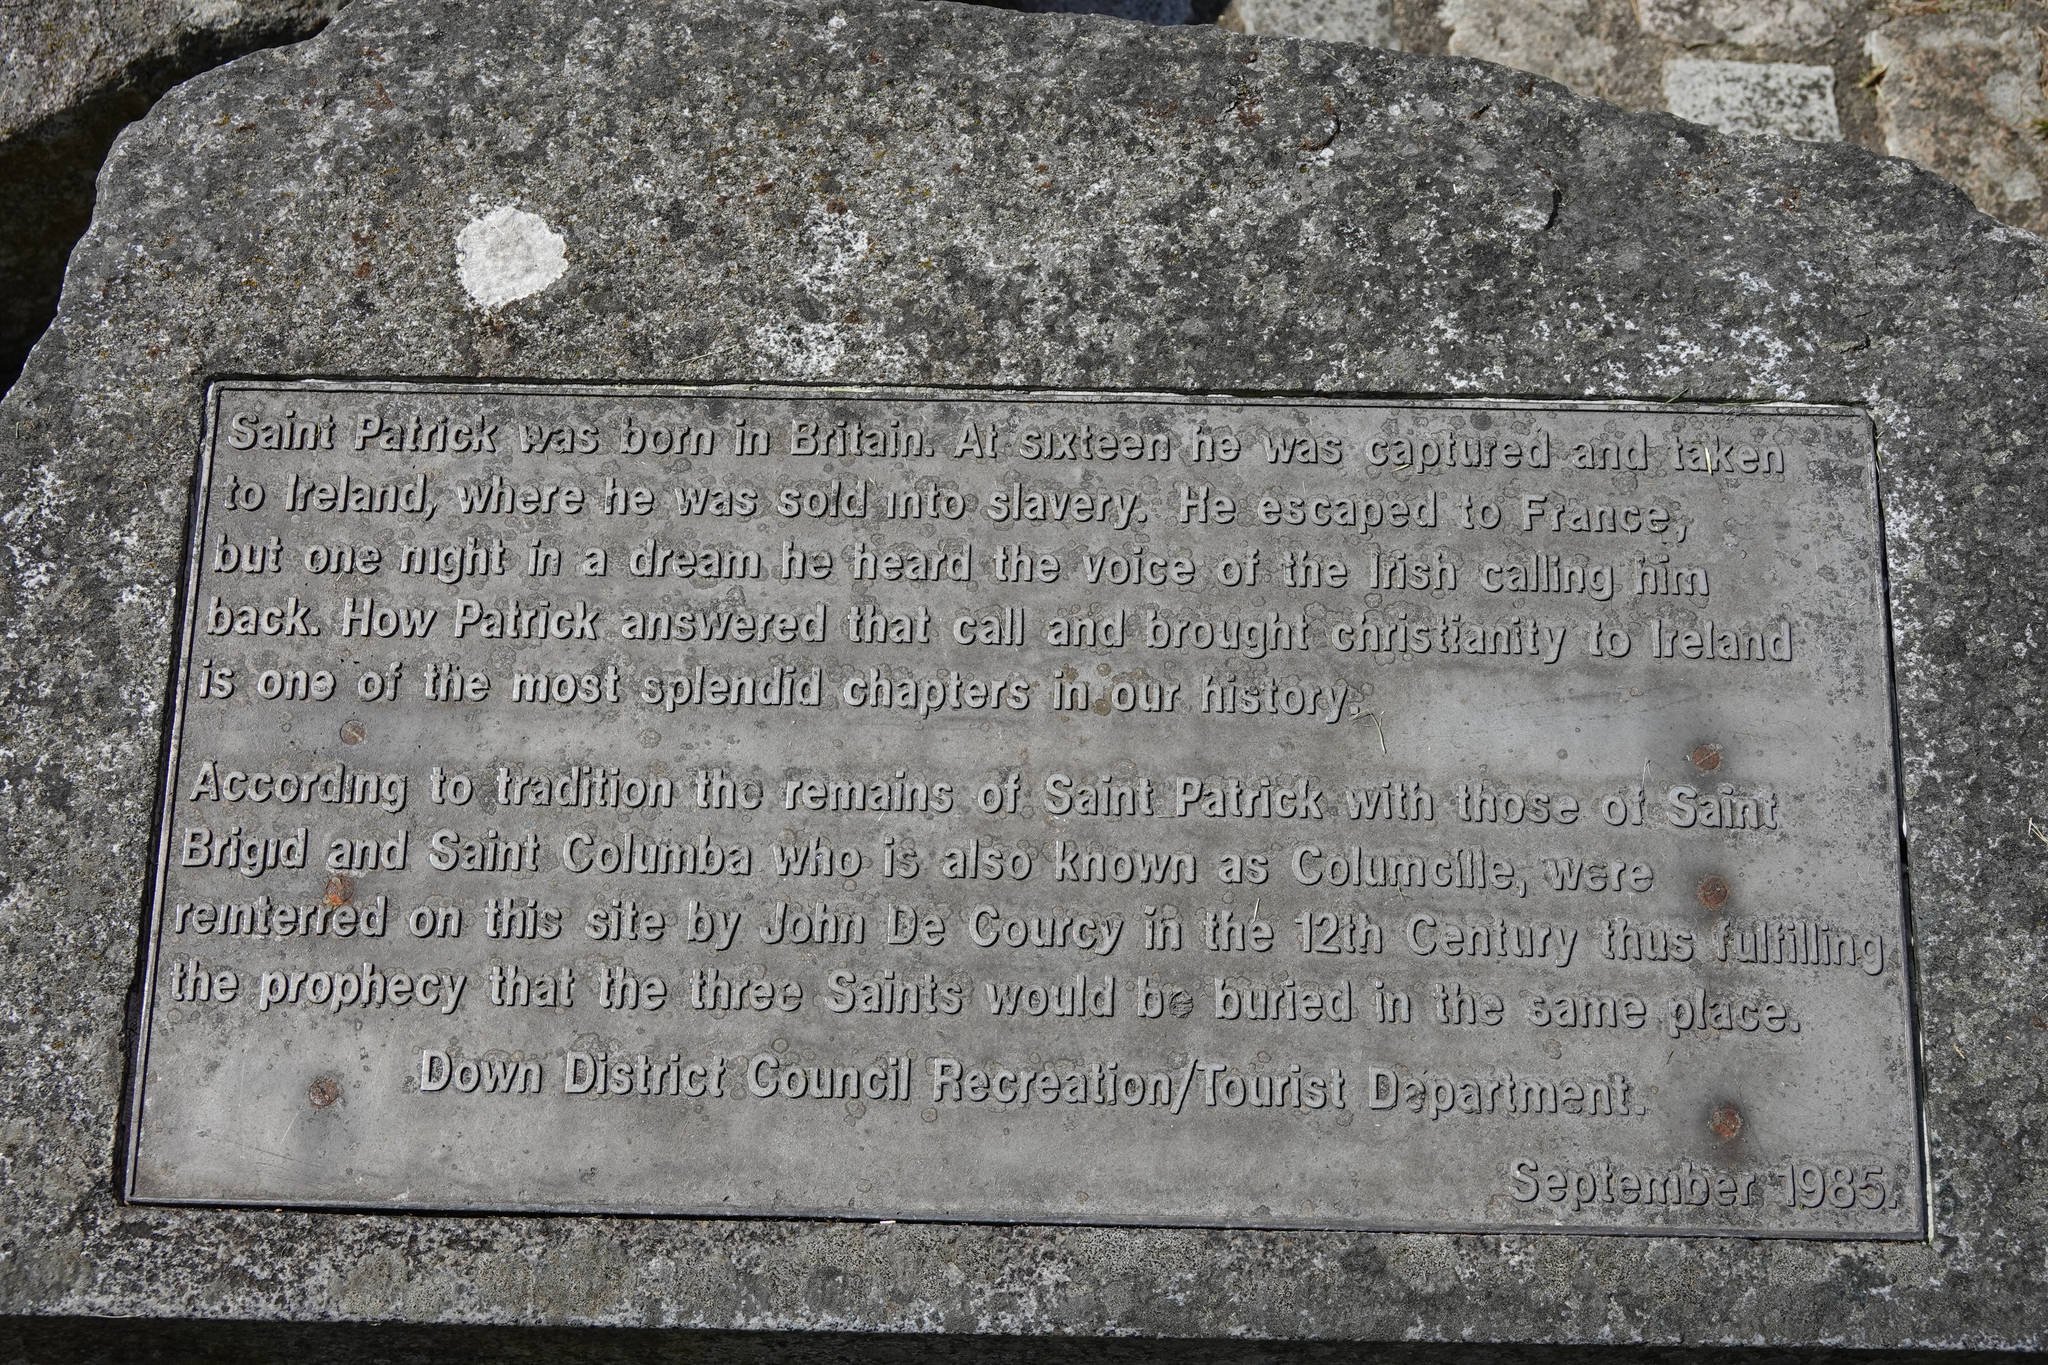 Saint Patrick was born in Britain. At sixteen he was captured and taken
to Ireland, where he was sold into slavery. He escaped to France,
but one night in a dream he heard the voice of the Irish calling him
back. How Patrick answered that call and brought christianity to Ireland
is one of the most splendid chapters in our history.
According to tradition the remains of Saint Patrick with those of Saint
Brigid and Saint Columba who is also known as Columcille, were
reinterred on this site by John De Courcy in the 12th Century thus fulfilling
the prophecy that the three Saints would be buried in the same place.
Down District Council Recreation/Tourist Department.
September 1985.